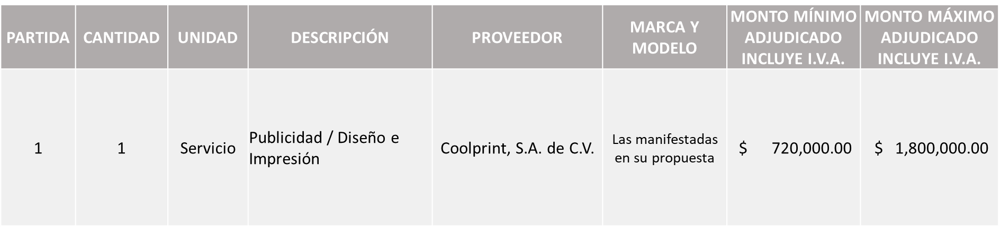 PARTIDA
CANTIDAD
UNIDAD
DESCRIPCIÓN
PROVEEDOR
MARCA Y
MODELO
MONTO MÍNIMO
ADJUDICADO
INCLUYE I.V.A.
MONTO MÁXIMO
ADJUDICADO
INCLUYE I.V.A.
1
1
Servicio
Publicidad / Diseño e
Impresión
Coolprint, S.A. de C.V.
Las manifestadas
en su propuesta
$ 720,000.00
$ 1,800,000.00